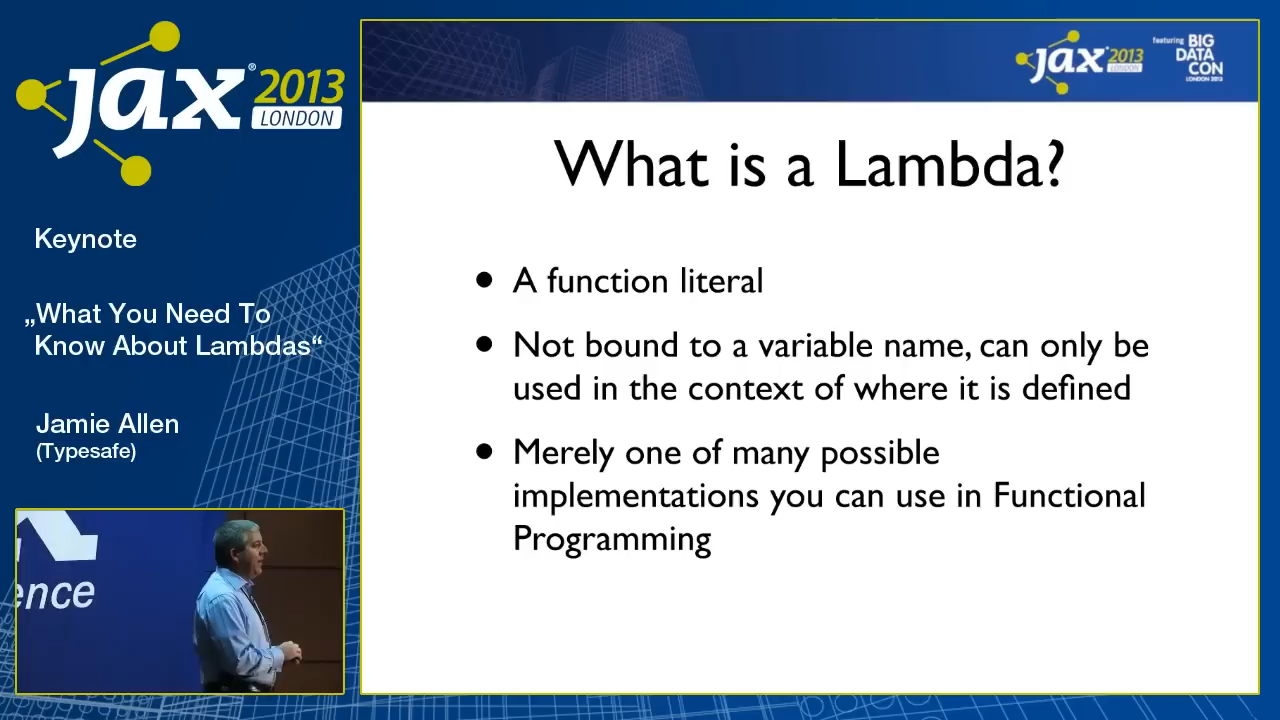 jax® 2013
LONDON
Keynote
„What You Need To
Know About Lambdas“
Jamie Allen
(Typesafe)
ence
jax® 2013
LONDON
featuring BIG
DATA
CON
LONDON 2013
What is a Lambda?
• A function literal
• Not bound to a variable name, can only be
used in the context of where it is defined
• Merely one of many possible
implementations you can use in Functional
Programming